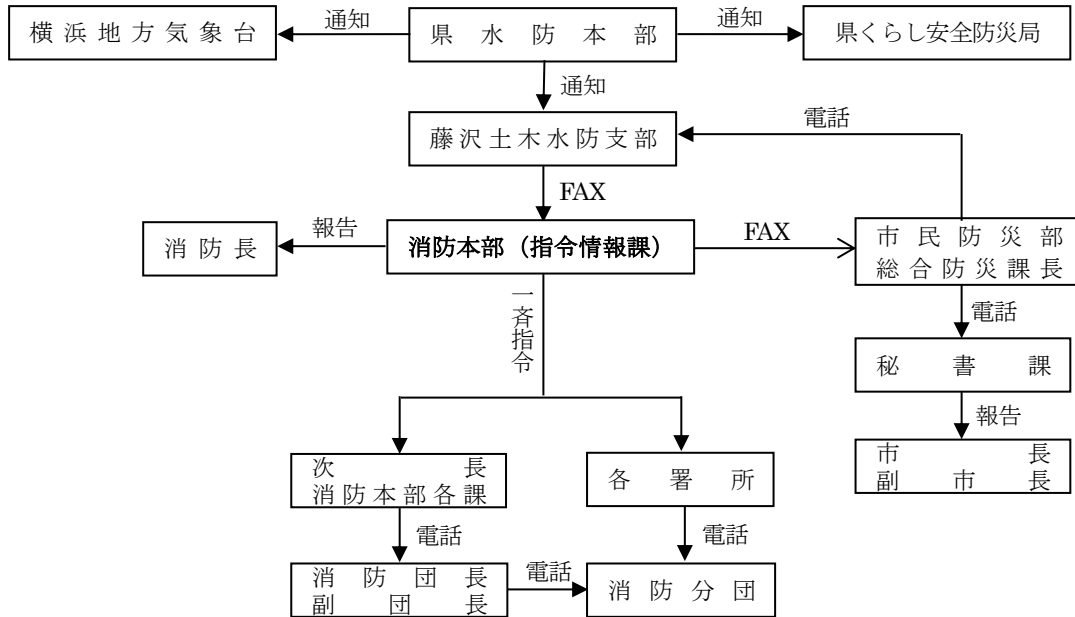 通知
通知
横浜地方気象台
県水防本部
県くらし安全防災局
通知
電話
藤沢土木水防支部
FAX
報告
FAX
消防長
消防本部（指令情報課）
市民防災部
総合防災課長
一斉指令
電話
秘書課
報告
次長
消防本部各課
各署所
市長
副市長
電話
電話
電話
消防団長
副団長
消防分団